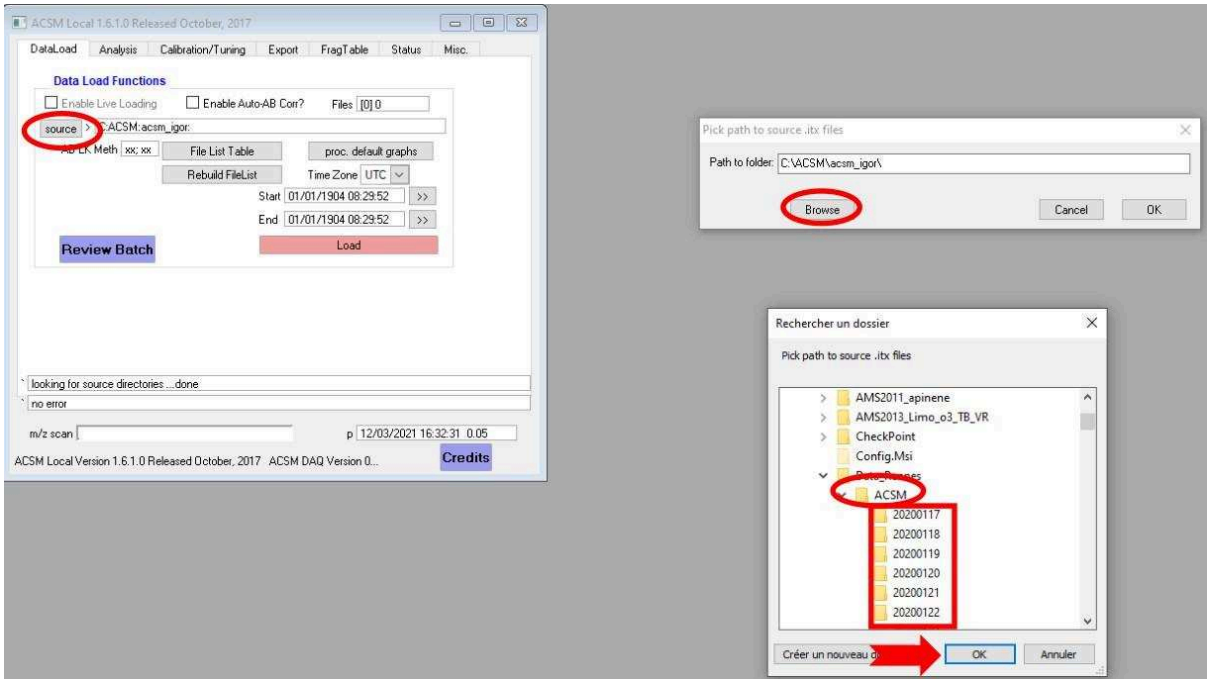 ACSM Local 1.6.1.0 Released October, 2017
DataLoad Analysis Calibration/Tuning Export FragTable Status Misc.
Data Load Functions
Enable Live Loading Enable Auto-AB Corr? Files [0] 0
source > C:ACSM:acsm_igor:
Meth xx; xx File List Table proc. default graphs
Rebuild FileList Time Zone UTC
Start 01/01/1904 08:29:52 >>
End 01/01/1904 08:29:52 >>
Review Batch Load
looking for source directories ...done
no error
m/z scan p 12/03/2021 16:32:31 0.05
ACSM Local Version 1.6.1.0 Released October, 2017 ACSM DAQ Version 0... Credits
Pick path to source .itx files
Path to folder: C:\ACSM\acsm_igor\
Browse Cancel OK
Rechercher un dossier
Pick path to source .itx files
AMS2011_apinene
AMS2013_Limo_o3_TB_VR
CheckPoint
Config.Msi
ACSM
20200117
20200118
20200119
20200120
20200121
20200122
Créer un nouveau OK Annuler